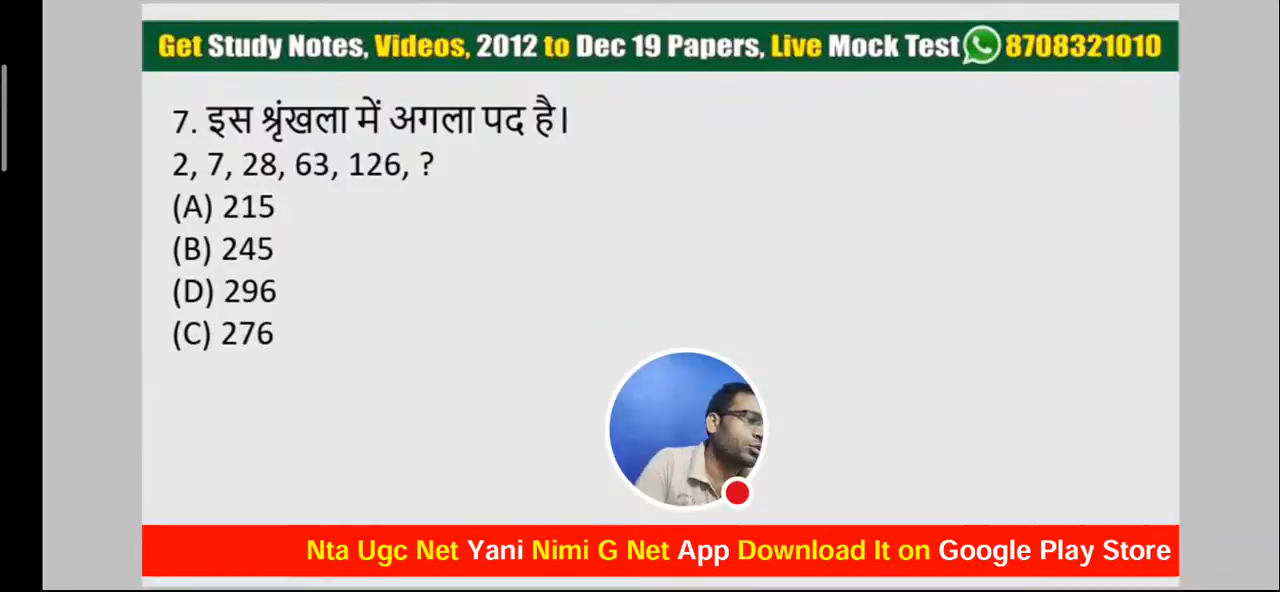 Get Study Notes, Videos, 2012 to Dec 19 Papers, Live Mock Test 8708321010
7. इस श्रृंखला में अगला पद है।
2, 7, 28, 63, 126, ?
(A) 215
(B) 245
(D) 296
(C) 276
Nta Ugc Net Yani Nimi G Net App Download It on Google Play Store